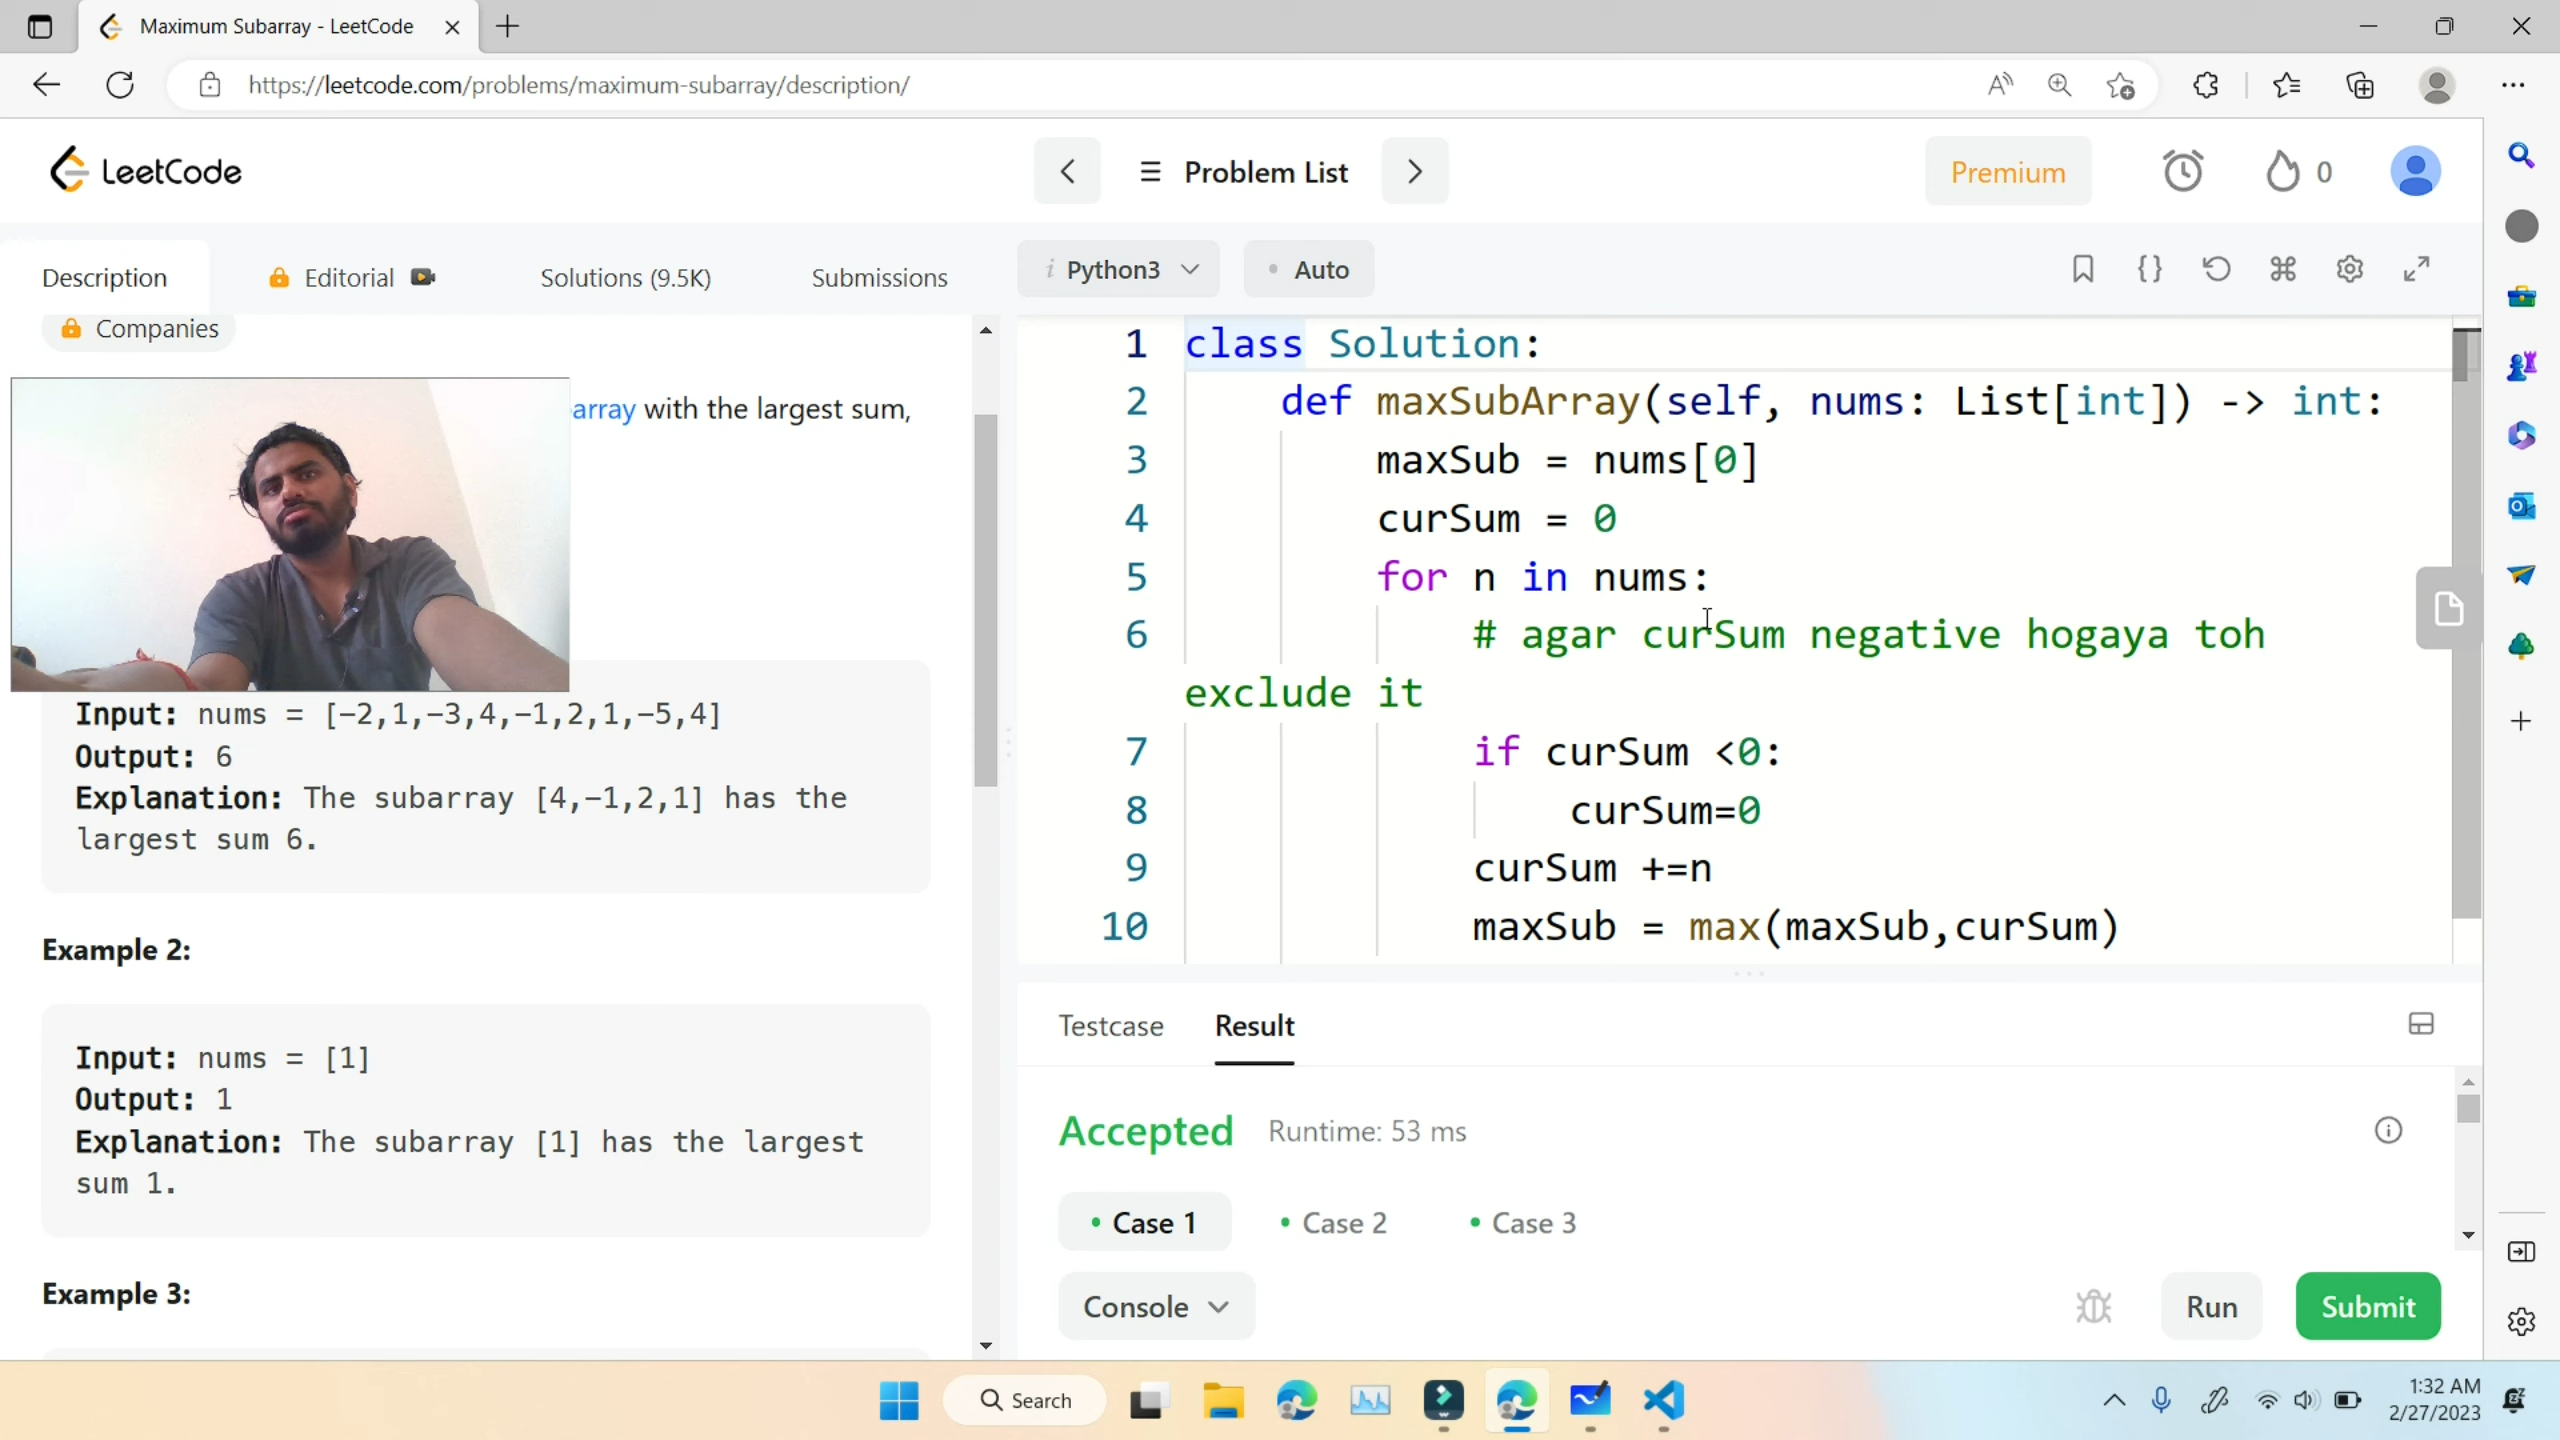 Maximum Subarray - LeetCode
https://leetcode.com/problems/maximum-subarray/description/
LeetCode
Problem List
Premium
0
Description
Editorial
Solutions (9.5K)
Submissions
Python3
Auto
Companies
array with the largest sum,
Input: nums = [-2,1,-3,4,-1,2,1,-5,4]
Output: 6
Explanation: The subarray [4,-1,2,1] has the
largest sum 6.
Example 2:
Input: nums = [1]
Output: 1
Explanation: The subarray [1] has the largest
sum 1.
Example 3:
1 class Solution:
2 def maxSubArray(self, nums: List[int]) -> int:
3 maxSub = nums[0]
4 curSum = 0
5 for n in nums:
6 # agar curSum negative hogaya toh
exclude it
7 if curSum <0:
8 curSum=0
9 curSum +=n
10 maxSub = max(maxSub,curSum)
Testcase
Result
Accepted
Runtime: 53 ms
Case 1
Case 2
Case 3
Console
Run
Submit
Search
1:32 AM
2/27/2023